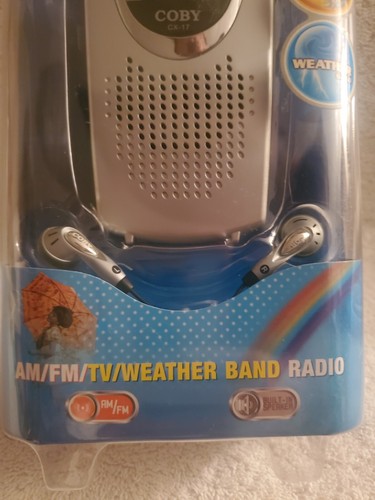 COBY
CX-17
WEATHER
AM/FM/TV/WEATHER BAND RADIO
AM/FM